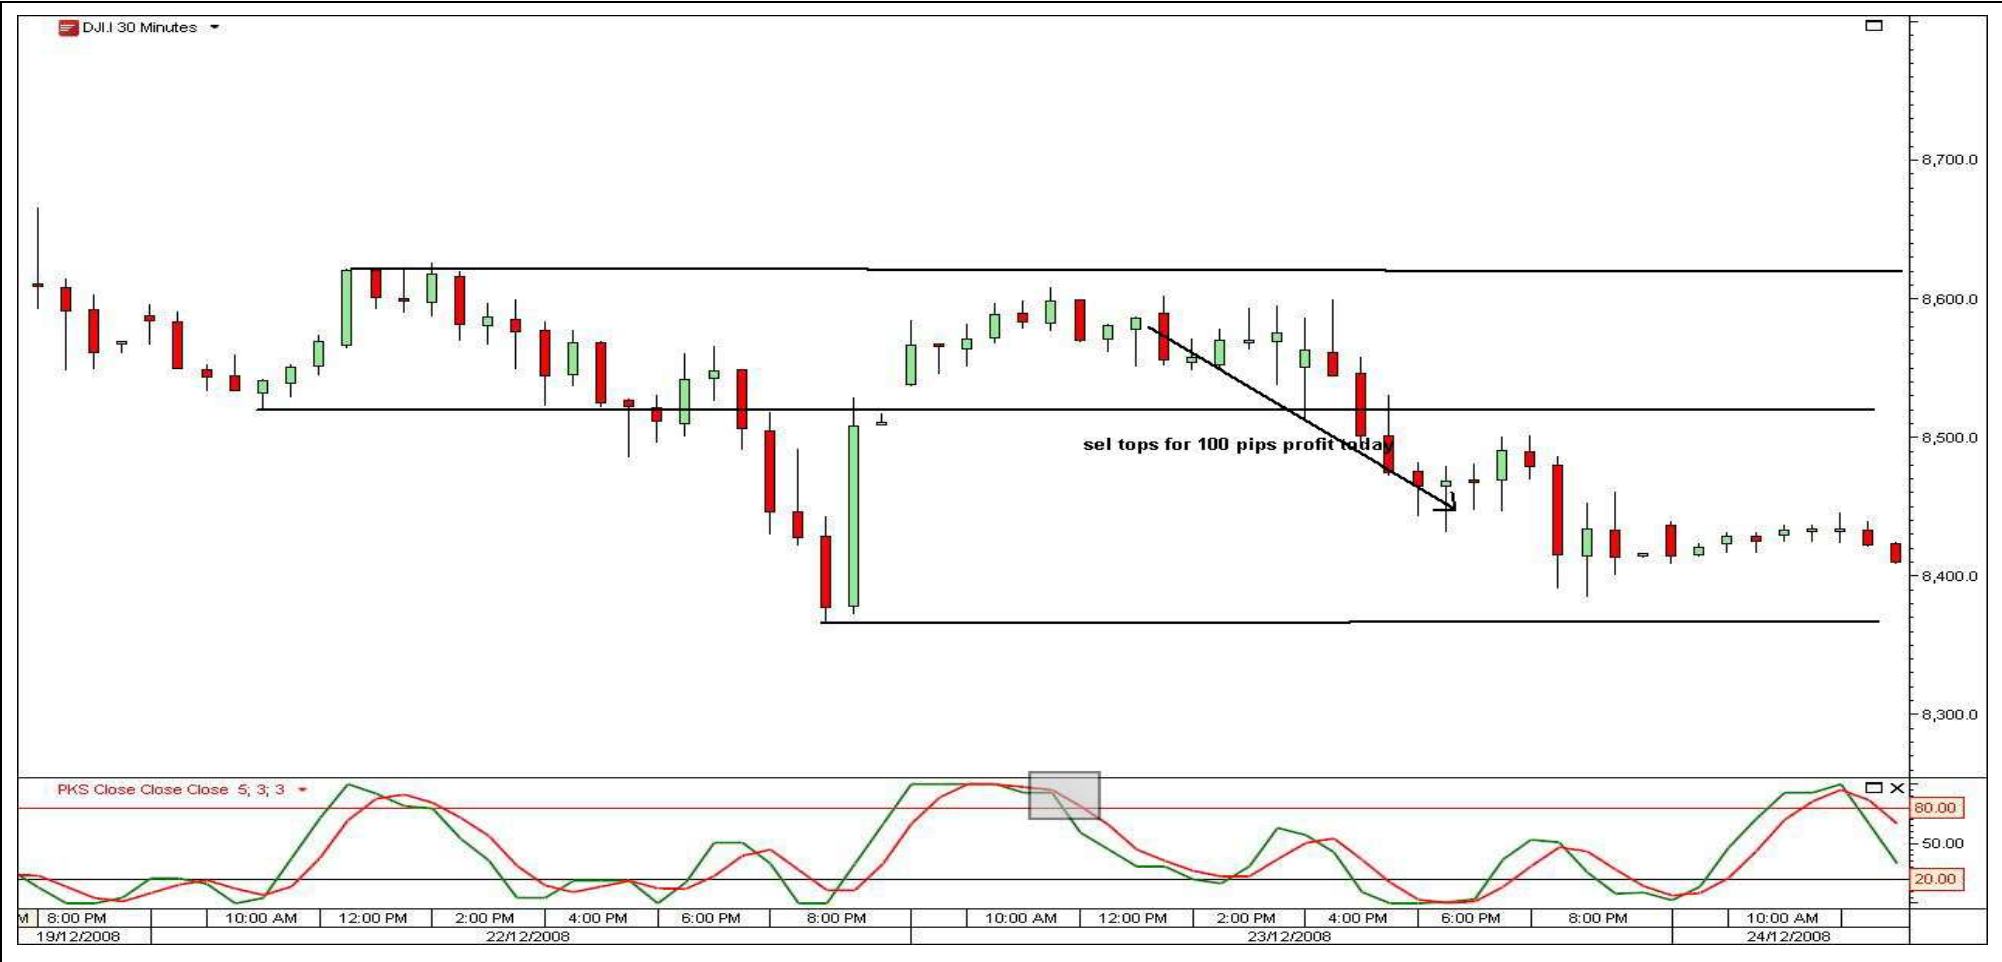 DJI.I 30 Minutes
8,700.0
8,600.0
8,500.0
sel tops for 100 pips profit today
8,400.0
8,300.0
PKS Close Close Close 5; 3; 3
80.00
50.00
20.00
M 8:00 PM 10:00 AM 12:00 PM 2:00 PM 4:00 PM 6:00 PM 8:00 PM 10:00 AM 12:00 PM 2:00 PM 4:00 PM 6:00 PM 8:00 PM 10:00 AM
19/12/2008 22/12/2008 23/12/2008 24/12/2008